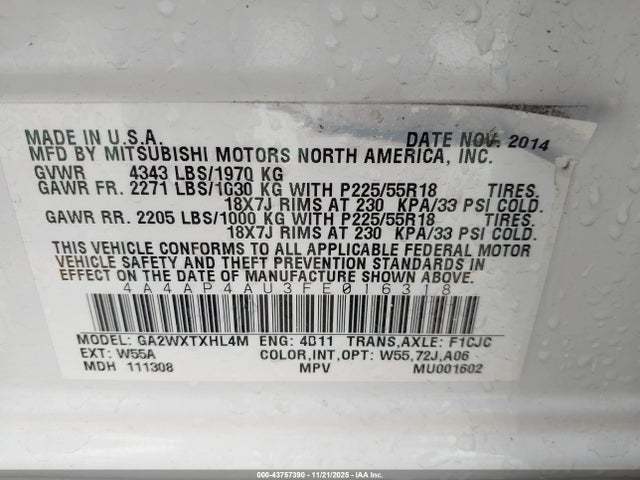 MADE IN U.S.A. DATE NOV. 2014
MFD BY MITSUBISHI MOTORS NORTH AMERICA, INC.
GVWR 4343 LBS/1970 KG
GAWR FR. 2271 LBS/1030 KG WITH P225/55R18 TIRES.
18X7J RIMS AT 230 KPA/33 PSI COLD.
GAWR RR. 2205 LBS/1000 KG WITH P225/55R18 TIRES.
18X7J RIMS AT 230 KPA/33 PSI COLD.
THIS VEHICLE CONFORMS TO ALL APPLICABLE FEDERAL MOTOR
VEHICLE SAFETY AND THEFT PREVENTION STANDARDS IN
EFFECT ON THE DATE OF MANUFACTURE SHOWN ABOVE.
4A4AP4AU3FE016318
MODEL: GA2WXTXHL4M ENG: 4B11 TRANS,AXLE: F1CJC
EXT: W55A COLOR,INT,OPT: W55,72J,A06
MDH 111308 MPV MU001602
000-43757390 - 11/21/2025 - IAAI.COM